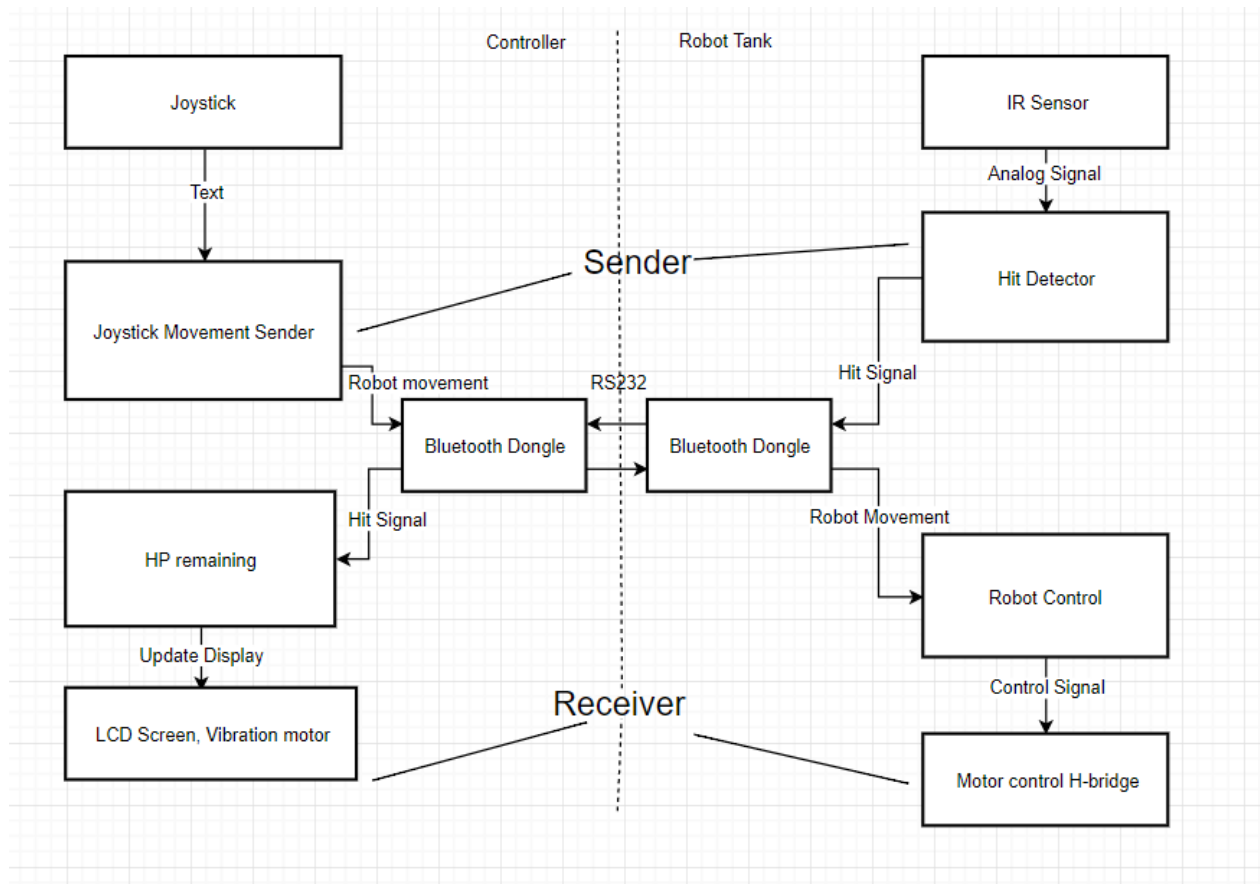 Controller
Robot Tank
Joystick
IR Sensor
Text
Analog Signal
Sender
Joystick Movement Sender
Hit Detector
Robot movement
RS232
Hit Signal
Bluetooth Dongle
Bluetooth Dongle
Hit Signal
Robot Movement
HP remaining
Robot Control
Update Display
Control Signal
Receiver
LCD Screen, Vibration motor
Motor control H-bridge